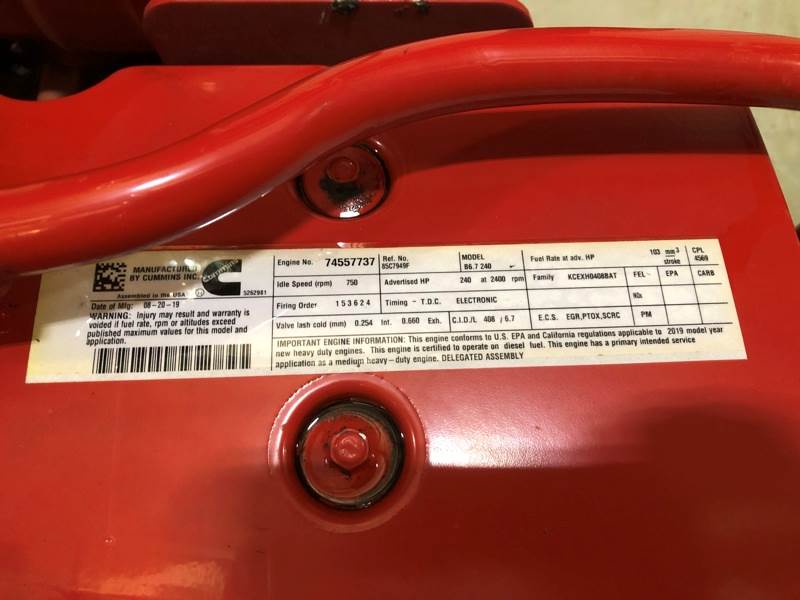 MANUFACTURED
BY CUMMINS INC.
Cummins
Assembled in the USA 5262981
Date of Mfg: 08-20-19
WARNING: Injury may result and warranty is
voided if fuel rate, rpm or altitudes exceed
published maximum values for this model and
application.
Engine No. 74557737
Ref. No.
85C7949F
MODEL
B6.7 240
Fuel Rate at adv. HP 103 mm3
stroke
CPL
4569
Idle Speed (rpm) 750
Advertised HP 240 at 2400 rpm
Family KCEXH0408BAT
FEL EPA CARB
Firing Order 153624
Timing - T.D.C. ELECTRONIC
NOx
Valve lash cold (mm) 0.254 Int. 0.660 Exh.
C.I.D./L 408 / 6.7
E.C.S. EGR,PTOX,SCRC
PM
IMPORTANT ENGINE INFORMATION: This engine conforms to U.S. EPA and California regulations applicable to 2019 model year
new heavy duty engines. This engine is certified to operate on diesel fuel. This engine has a primary intended service
application as a medium heavy-duty engine. DELEGATED ASSEMBLY